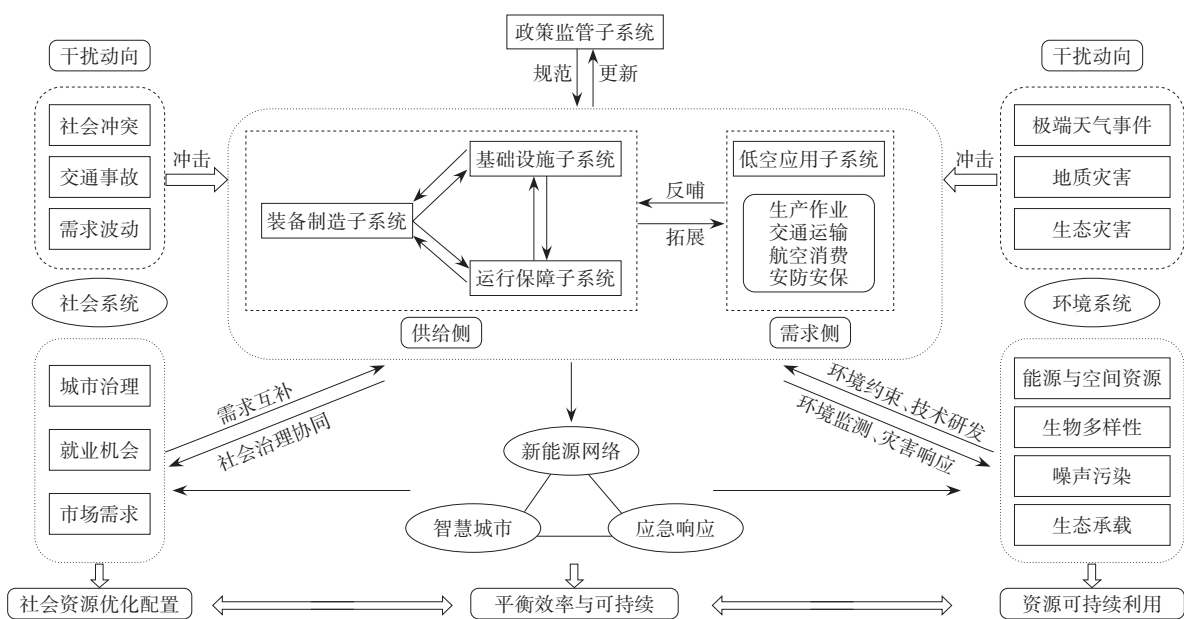 政策监管子系统
规范
更新
干扰动向
社会冲突
交通事故
需求波动
冲击
社会系统
基础设施子系统
装备制造子系统
运行保障子系统
供给侧
反哺
拓展
低空应用子系统
生产作业
交通运输
航空消费
安防安保
需求侧
干扰动向
极端天气事件
地质灾害
生态灾害
冲击
环境系统
城市治理
就业机会
市场需求
需求互补
社会治理协同
新能源网络
智慧城市
应急响应
环境约束、技术研发
环境监测、灾害响应
能源与空间资源
生物多样性
噪声污染
生态承载
社会资源优化配置
平衡效率与可持续
资源可持续利用